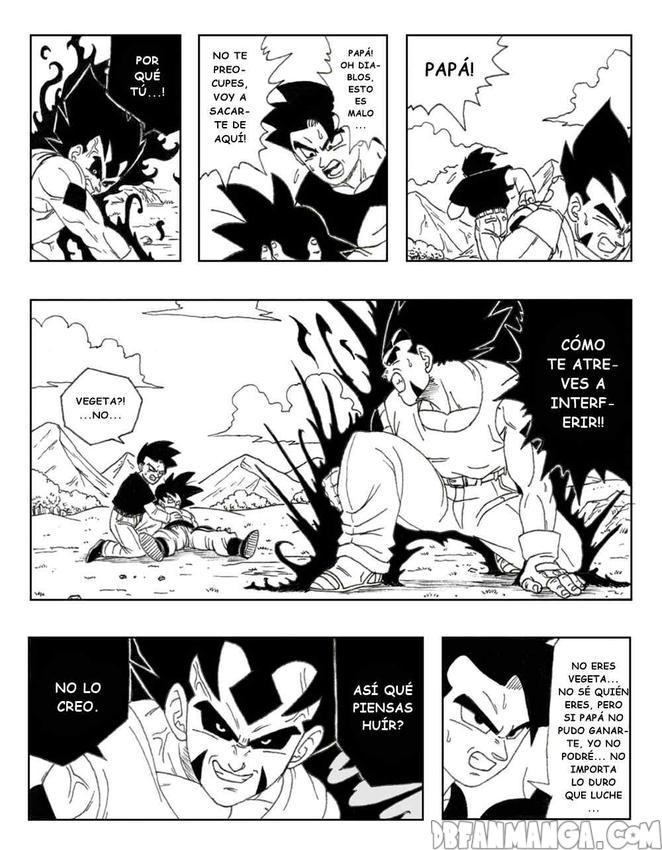 PAPÁ!
PAPÁ!
OH DIA-
BLOS,
ESTO
ES
MALO
...
NO TE
PREO-
CUPES,
VOY A
SACAR-
TE DE
AQUÍ!
POR
QUÉ
TÚ...!
CÓMO
TE ATRE-
VES A
INTERF-
ERIR!!
VEGETA?!
...NO...
NO ERES
VEGETA...
NO SÉ QUIÉN
ERES, PERO
SI PAPÁ NO
PUDO GANAR-
TE, YO NO
PODRÉ... NO
IMPORTA
LO DURO
QUE LUCHE
...
ASÍ QUÉ
PIENSAS
HUÍR?
NO LO
CREO.
DBFANMANGA.COM